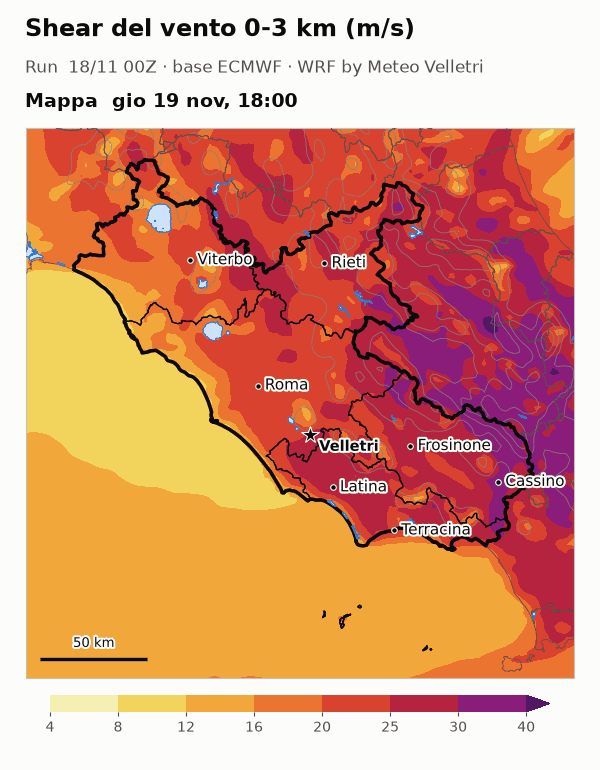 Shear del vento 0-3 km (m/s)
Run  18/11 00Z · base ECMWF · WRF by Meteo Velletri
Mappa  gio 19 nov, 18:00
Viterbo
Rieti
Roma
Velletri
Frosinone
Cassino
Latina
Terracina
50 km
4 8 12 16 20 25 30 40